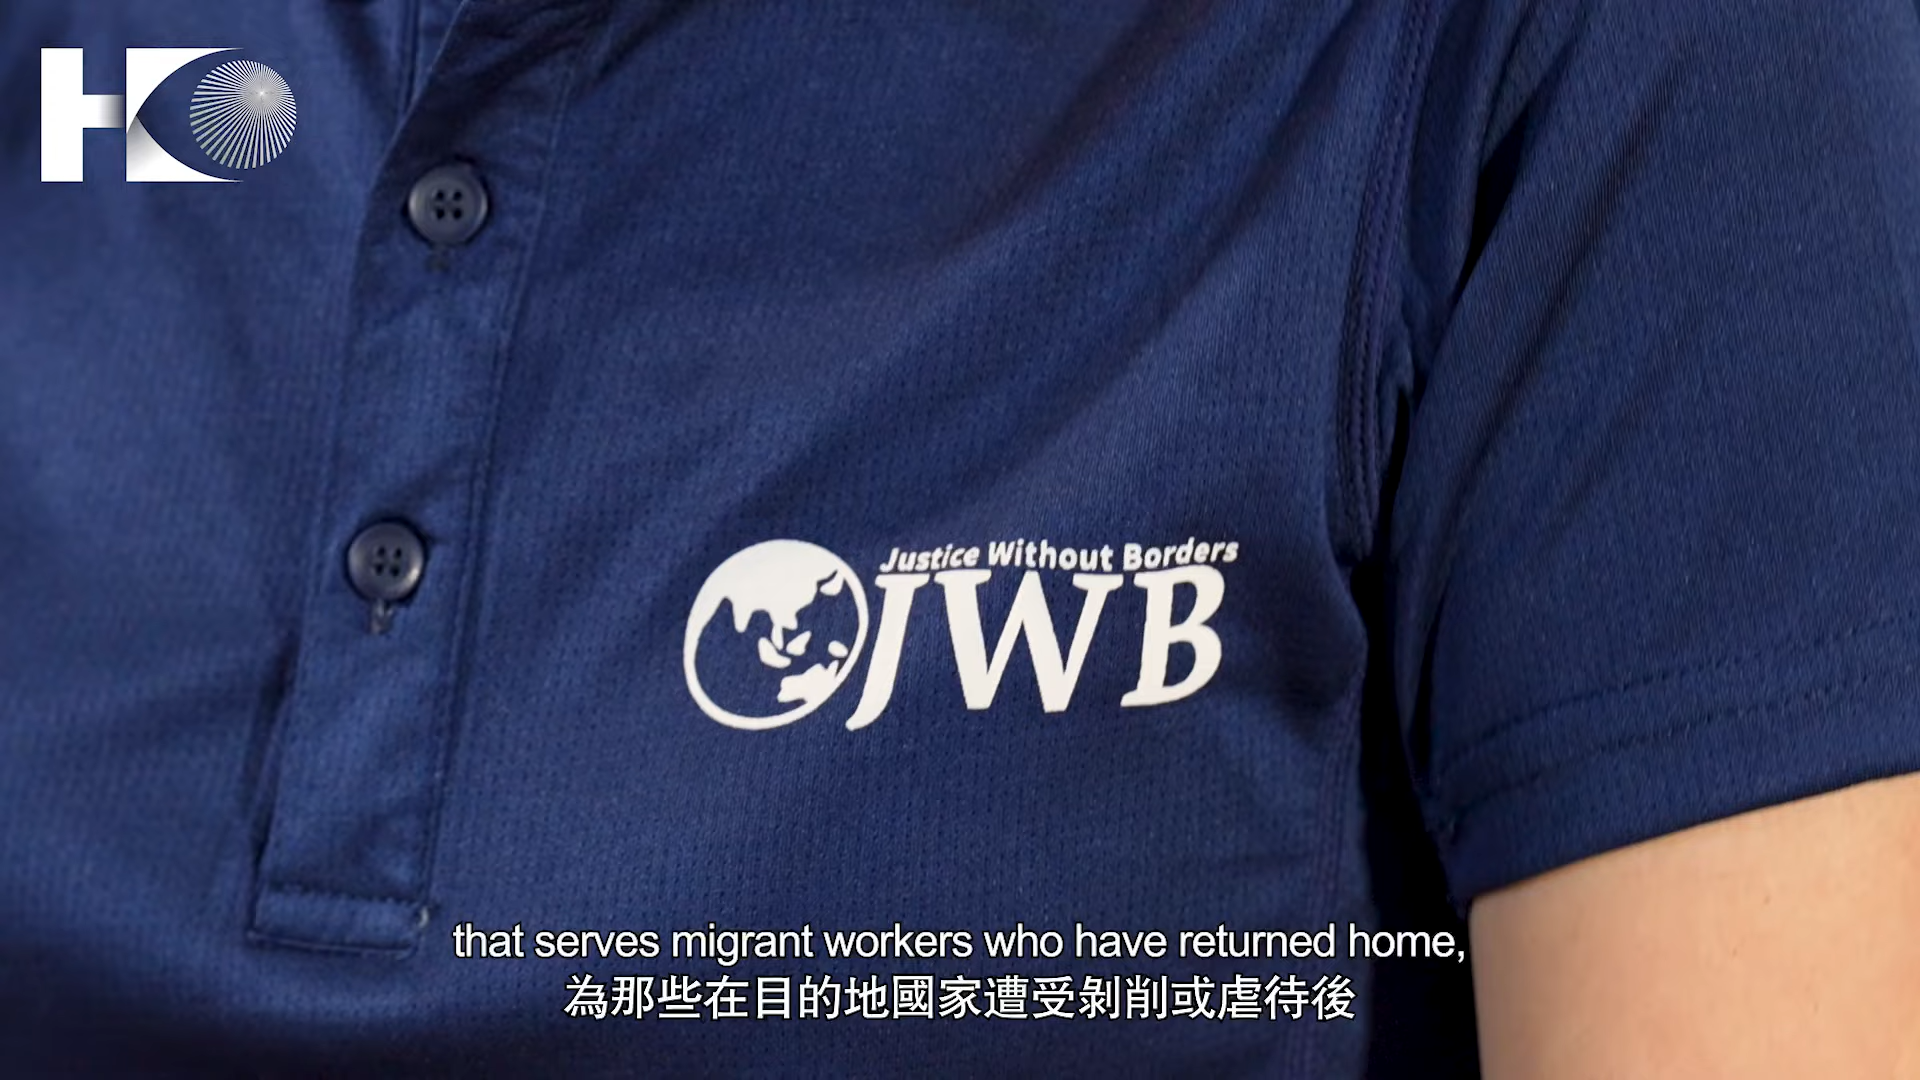 HK
Justice Without Borders
JWB
that serves migrant workers who have returned home,
為那些在目的地國家遭受剝削或虐待後